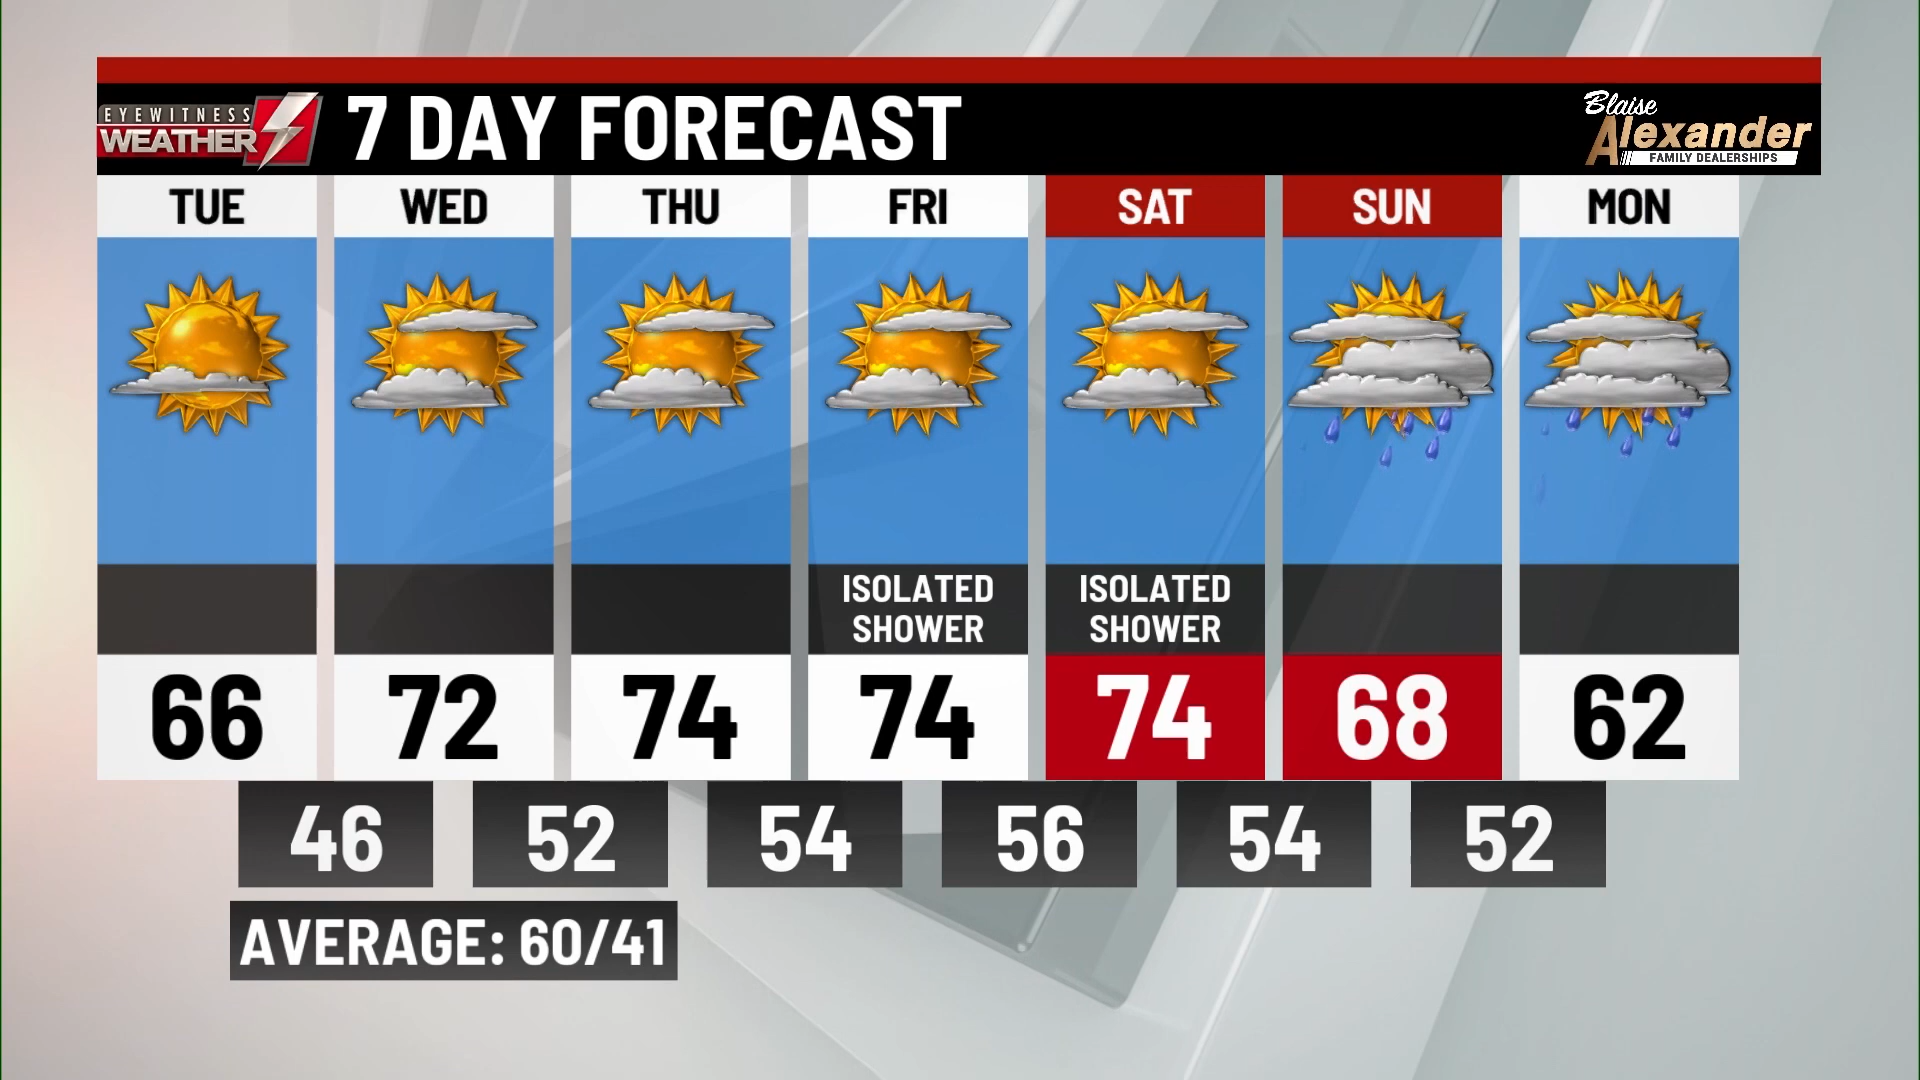 EYEWITNESS
WEATHER
7 DAY FORECAST
Blaise
Alexander
FAMILY DEALERSHIPS
TUE WED THU FRI SAT SUN MON
ISOLATED ISOLATED
SHOWER SHOWER
66 72 74 74 74 68 62
46 52 54 56 54 52
AVERAGE: 60/41